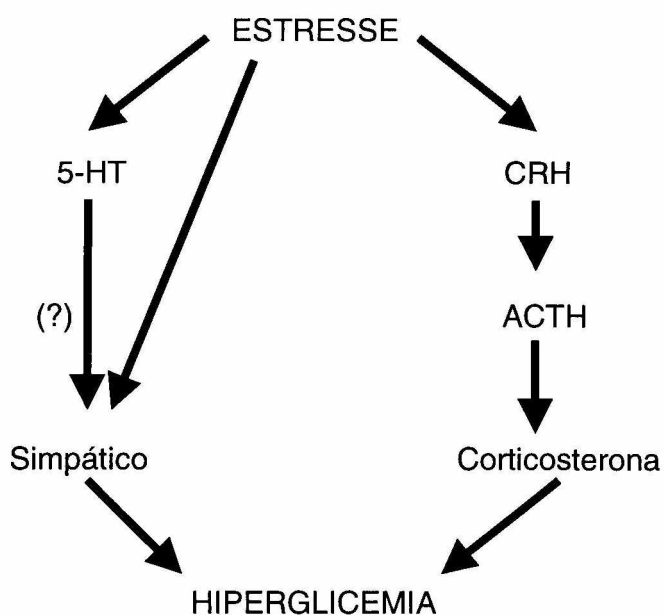 ESTRESSE
5-HT
CRH
(?)
ACTH
Simpático
Corticosterona
HIPERGLICEMIA